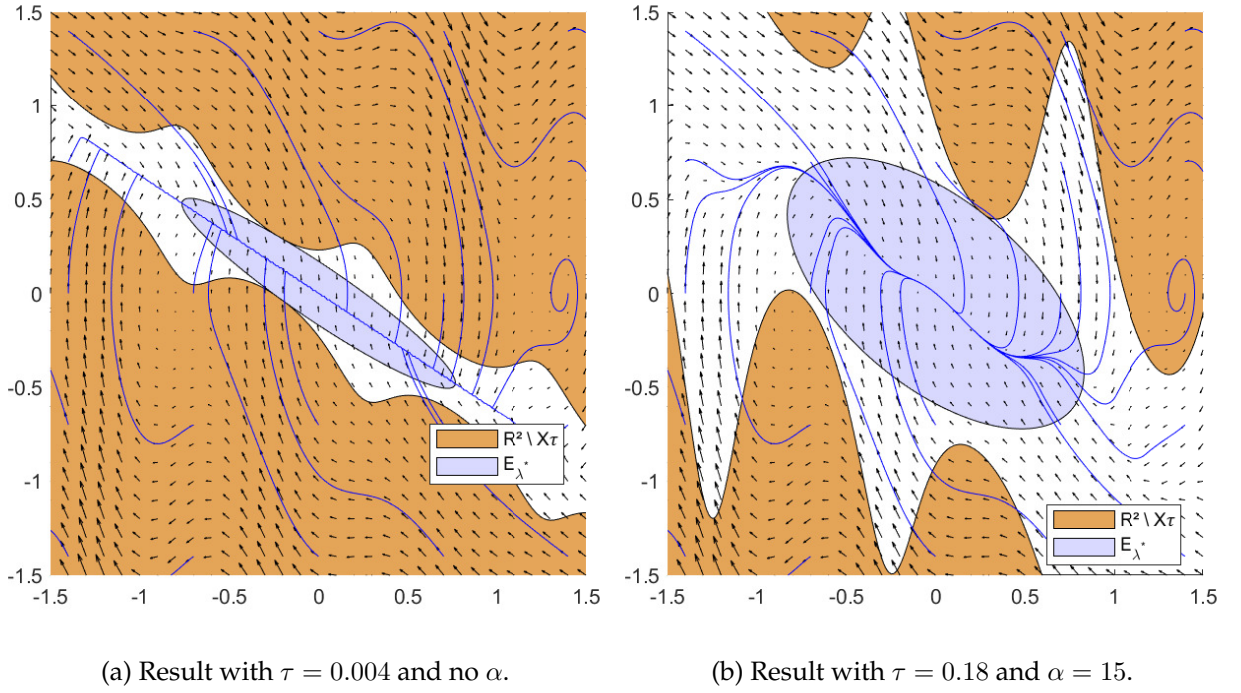 1.5
1
0.5
0
-0.5
-1
-1.5
-1.5 -1 -0.5 0 0.5 1 1.5
R² \ Xτ
E_λ*
1.5
1
0.5
0
-0.5
-1
-1.5
-1.5 -1 -0.5 0 0.5 1 1.5
R² \ Xτ
E_λ*
(a) Result with τ = 0.004 and no α.
(b) Result with τ = 0.18 and α = 15.